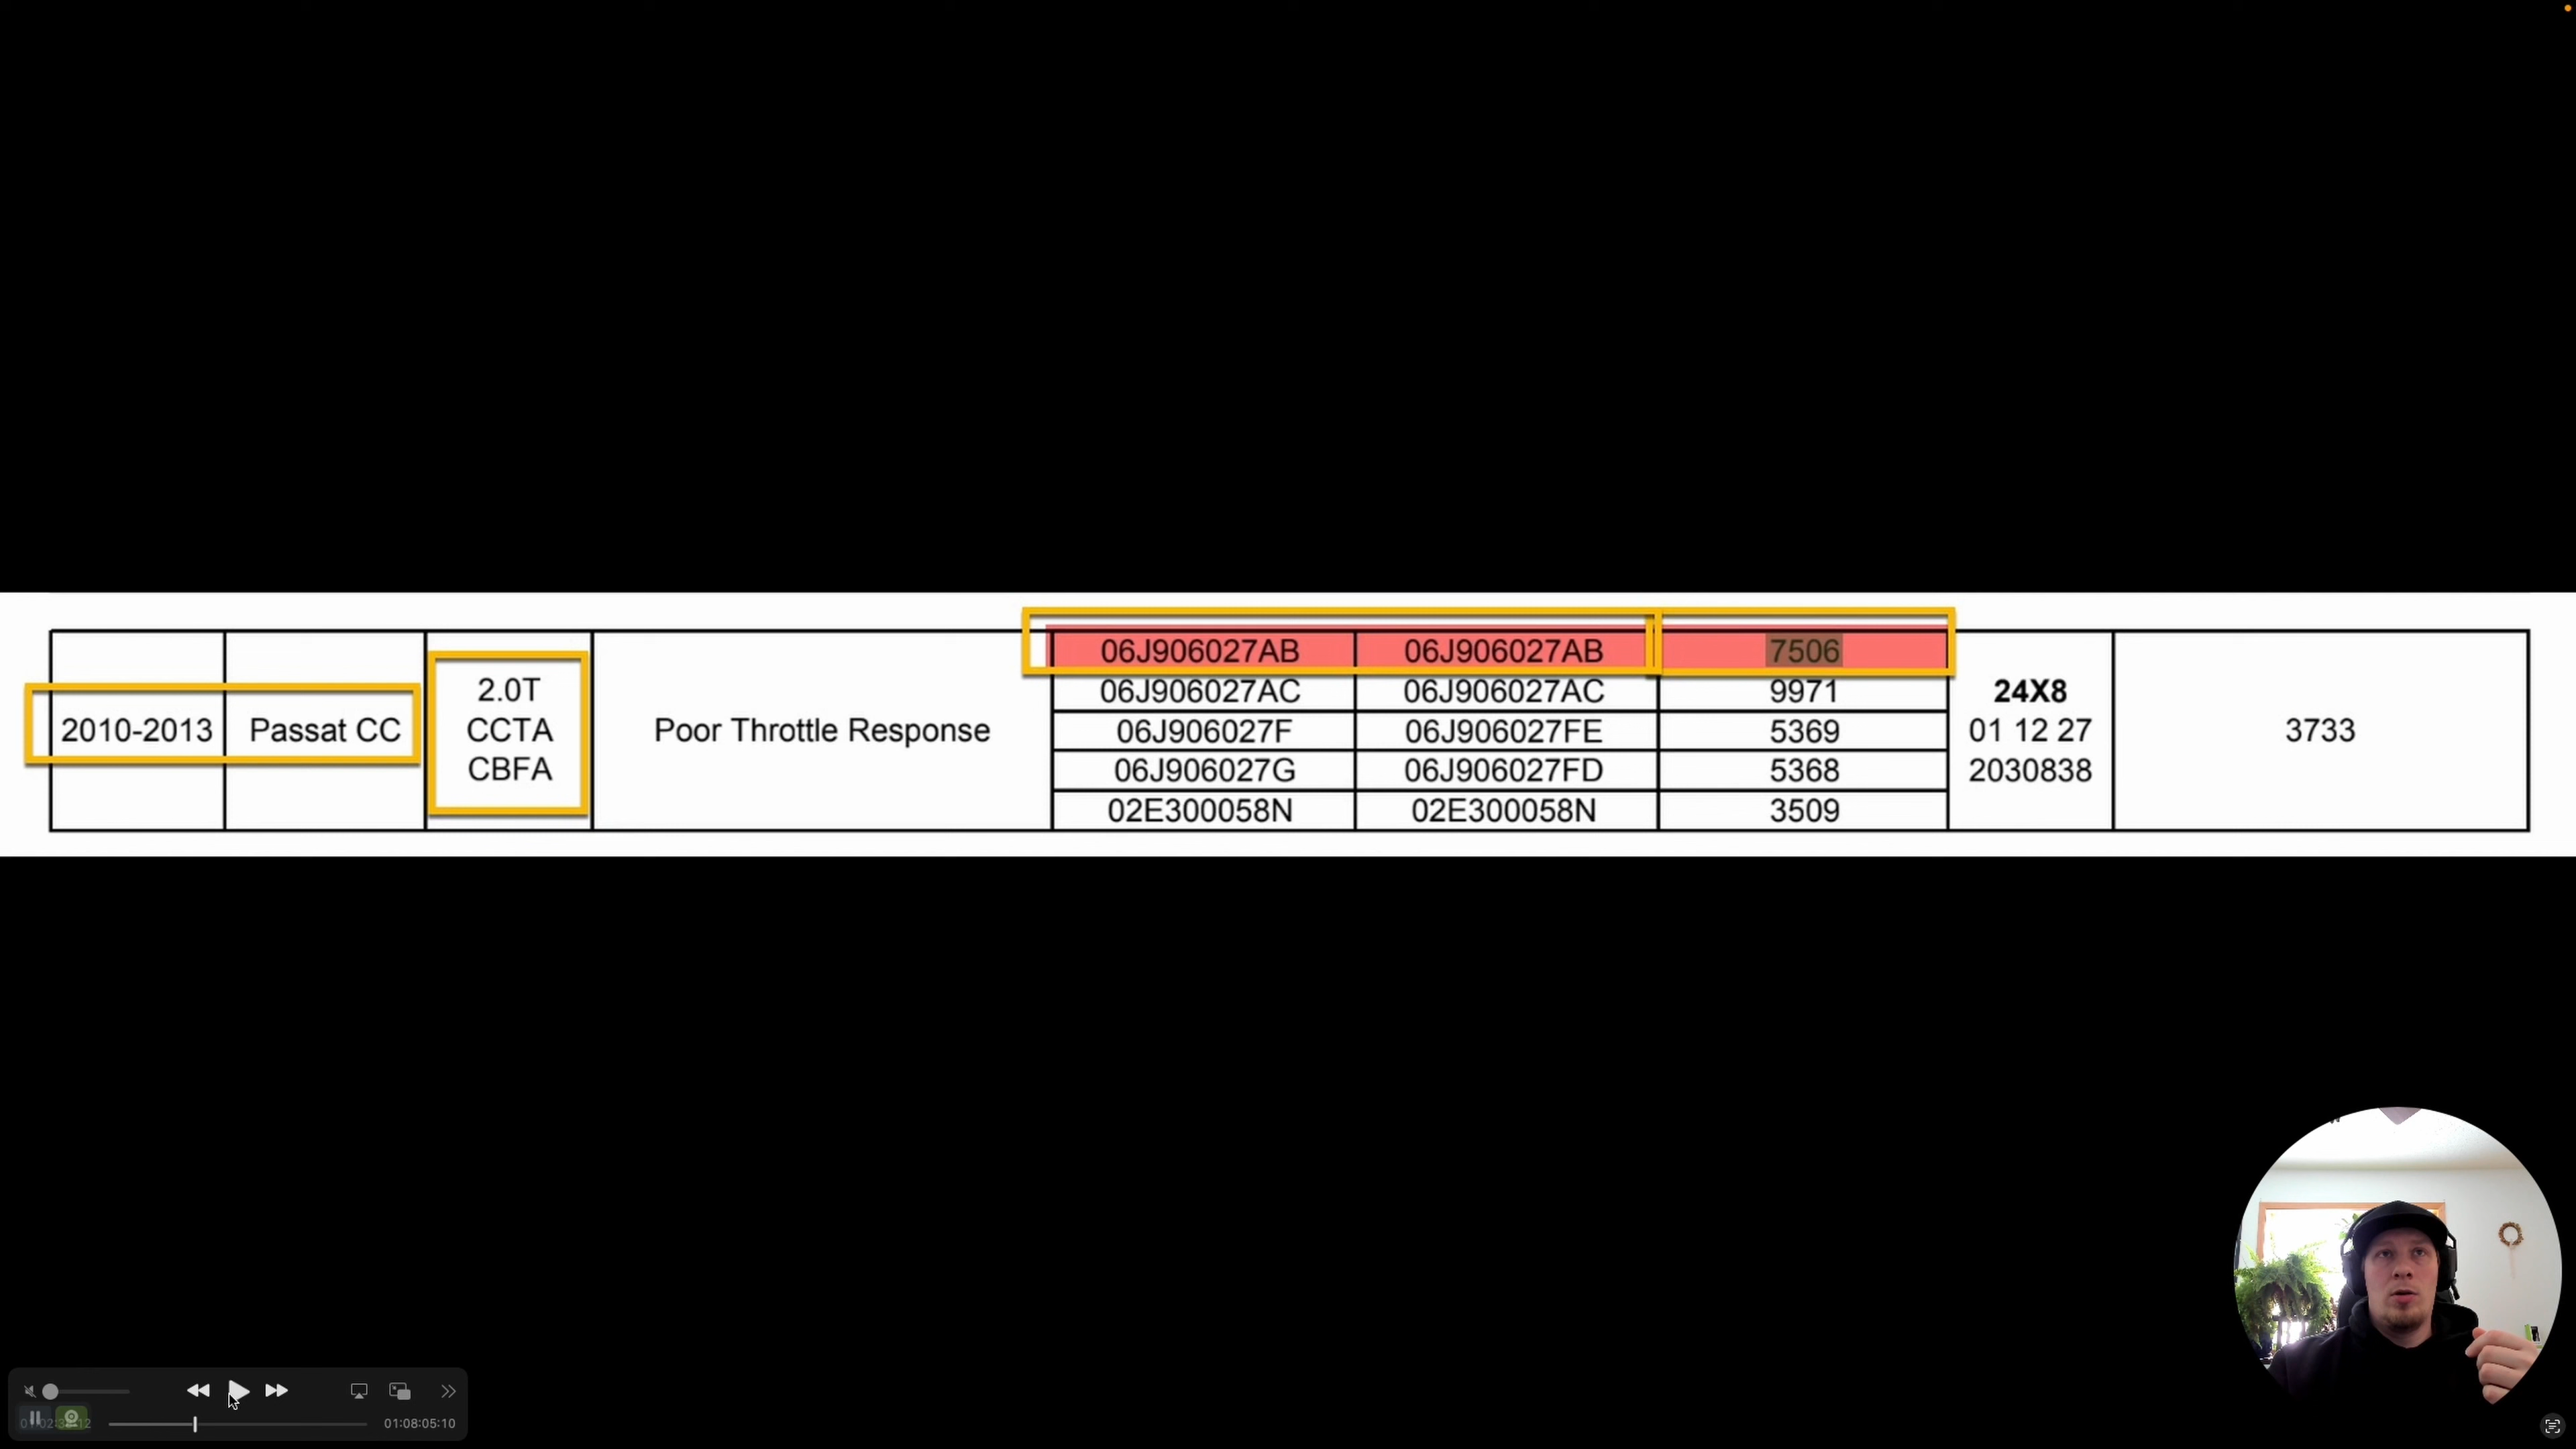 06J906027AB 06J906027AB 7506
2.0T 06J906027AC 06J906027AC 9971 24X8
2010-2013 Passat CC CCTA Poor Throttle Response 06J906027F 06J906027FE 5369 01 12 27 3733
CBFA 06J906027G 06J906027FD 5368 2030838
02E300058N 02E300058N 3509
01:08:05:10